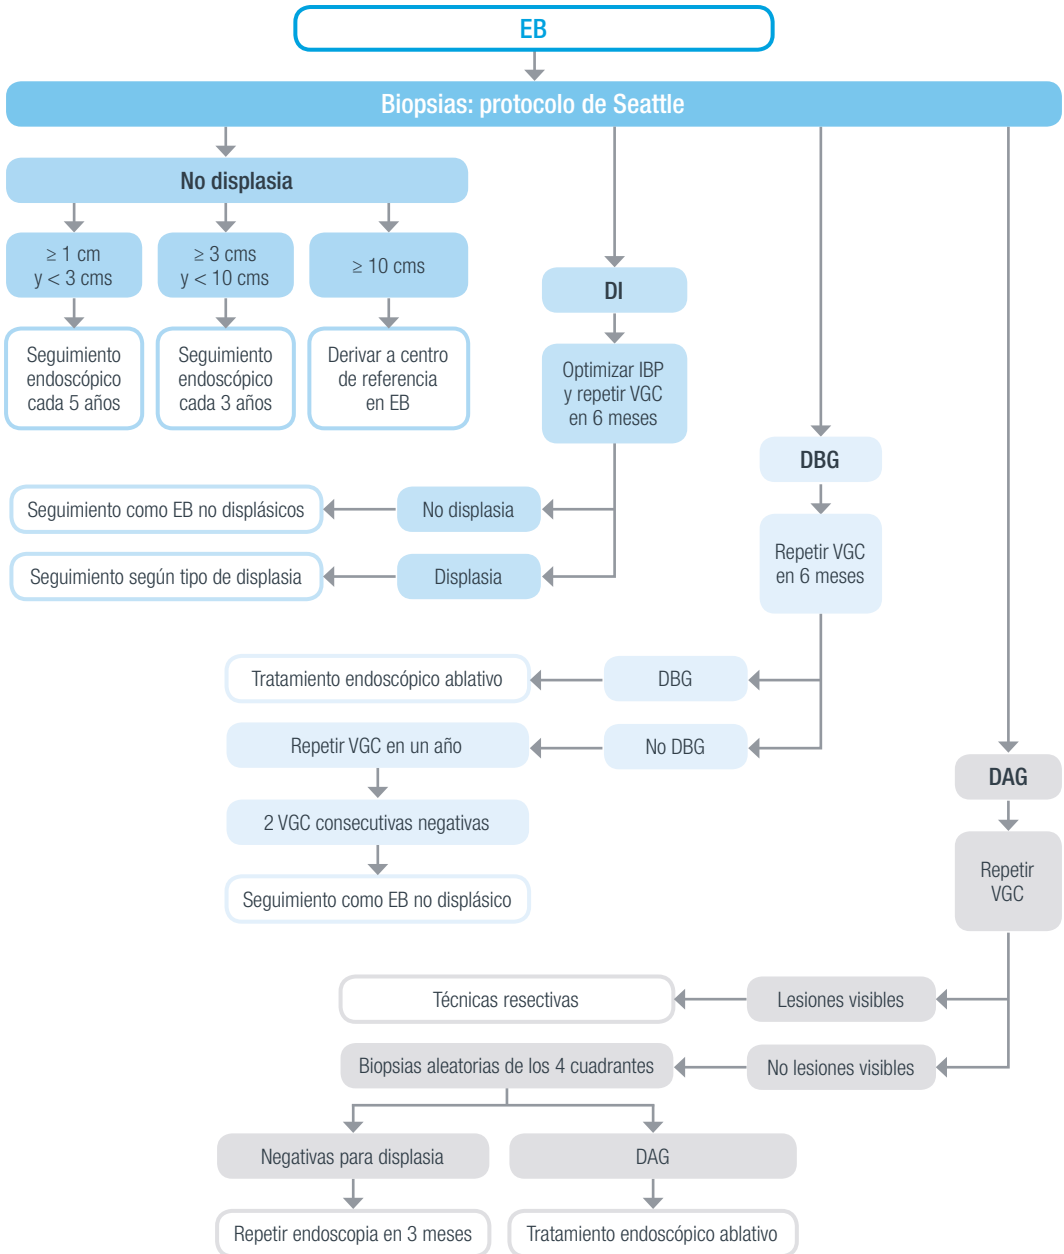 EB
Biopsias: protocolo de Seattle
No displasia
≥ 1 cm
y < 3 cms
≥ 3 cms
y < 10 cms
≥ 10 cms
Seguimiento
endoscópico
cada 5 años
Seguimiento
endoscópico
cada 3 años
Derivar a centro
de referencia
en EB
DI
Optimizar IBP
y repetir VGC
en 6 meses
No displasia
Seguimiento como EB no displásicos
Displasia
Seguimiento según tipo de displasia
DBG
Repetir VGC
en 6 meses
DBG
Tratamiento endoscópico ablativo
No DBG
Repetir VGC en un año
2 VGC consecutivas negativas
Seguimiento como EB no displásico
DAG
Repetir
VGC
Lesiones visibles
Técnicas resectivas
No lesiones visibles
Biopsias aleatorias de los 4 cuadrantes
Negativas para displasia
DAG
Repetir endoscopia en 3 meses
Tratamiento endoscópico ablativo